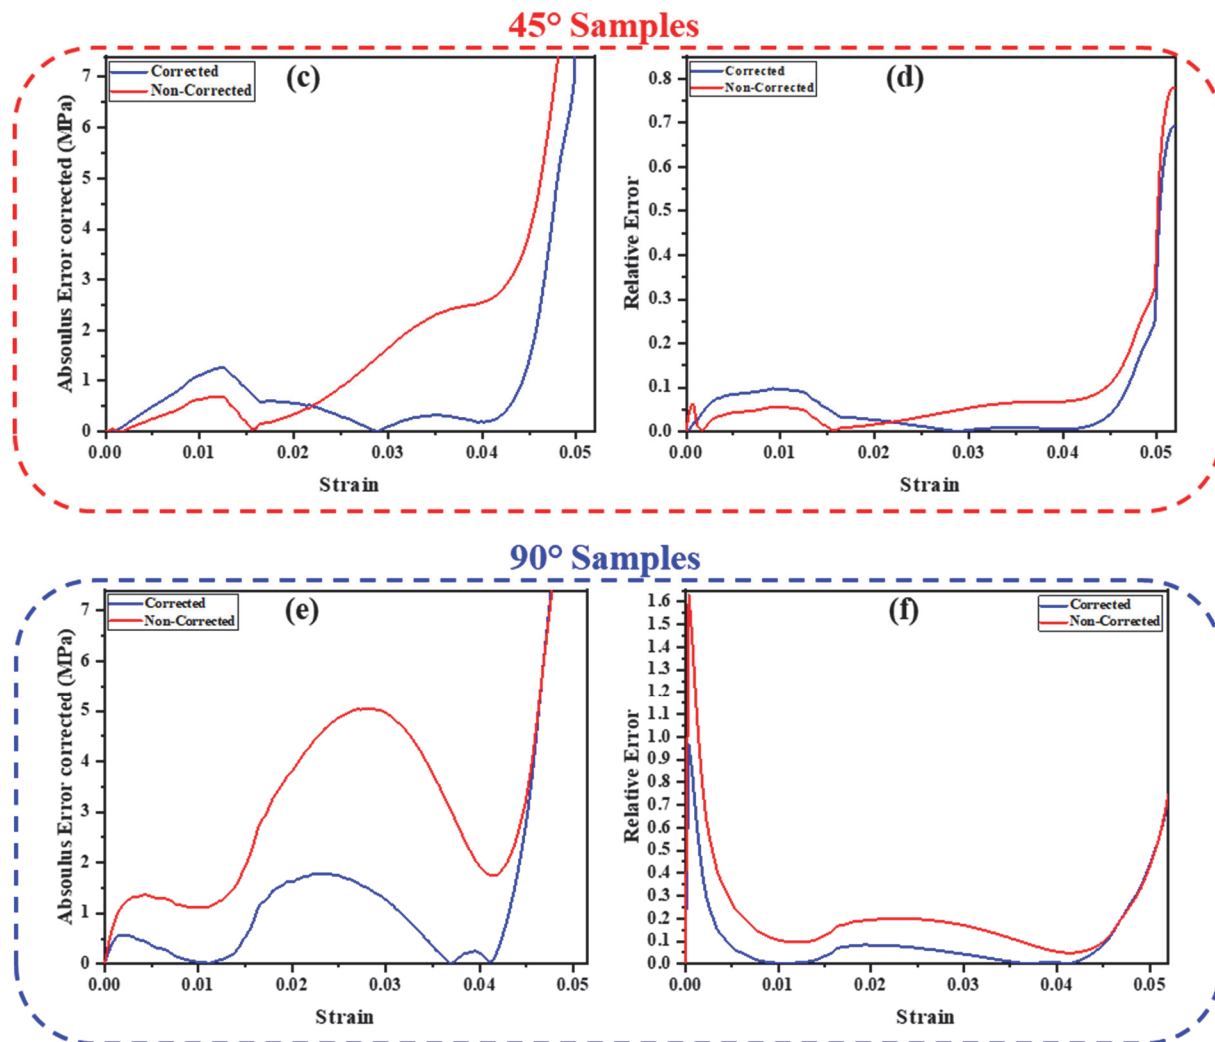 45° Samples
(c)
Corrected
Non-Corrected
Absoulus Error corrected (MPa)
7
6
5
4
3
2
1
0
0.00 0.01 0.02 0.03 0.04 0.05
Strain
(d)
Corrected
Non-Corrected
Relative Error
0.8
0.7
0.6
0.5
0.4
0.3
0.2
0.1
0.0
0.00 0.01 0.02 0.03 0.04 0.05
Strain
90° Samples
(e)
Corrected
Non-Corrected
Absoulus Error corrected (MPa)
7
6
5
4
3
2
1
0
0.00 0.01 0.02 0.03 0.04 0.05
Strain
(f)
Corrected
Non-Corrected
Relative Error
1.6
1.5
1.4
1.3
1.2
1.1
1.0
0.9
0.8
0.7
0.6
0.5
0.4
0.3
0.2
0.1
0.0
0.00 0.01 0.02 0.03 0.04 0.05
Strain